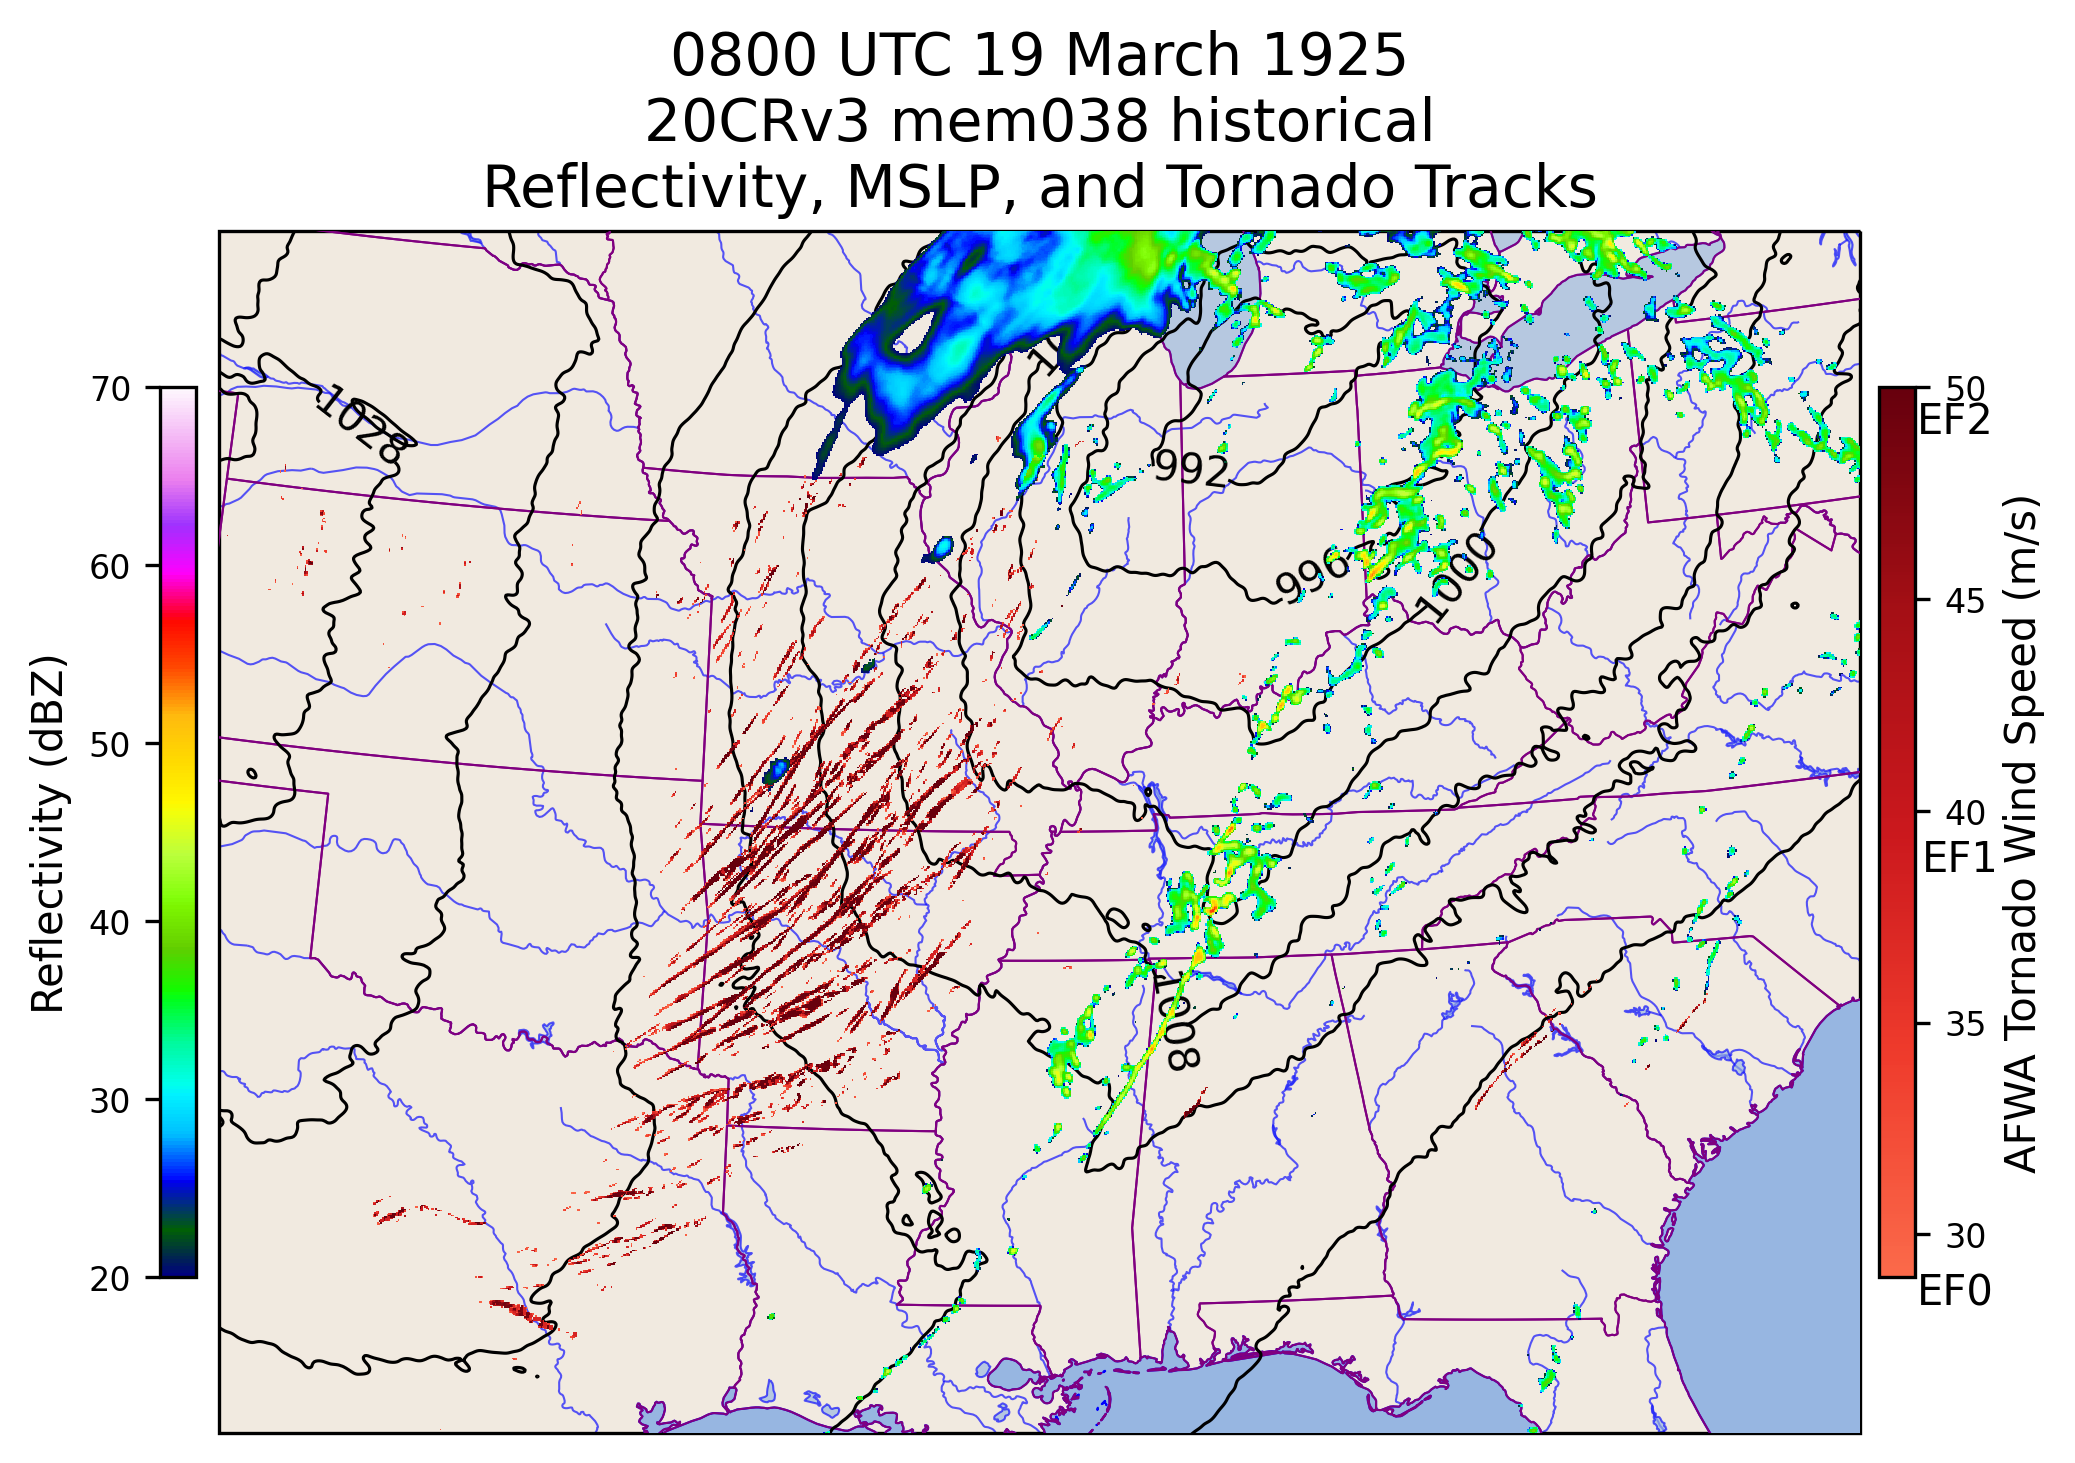 0800 UTC 19 March 1925
20CRv3 mem038 historical
Reflectivity, MSLP, and Tornado Tracks
Reflectivity (dBZ)
70
60
50
40
30
20
1028
992
996
1000
1008
50
EF2
45
40
EF1
35
30
EF0
AFWA Tornado Wind Speed (m/s)